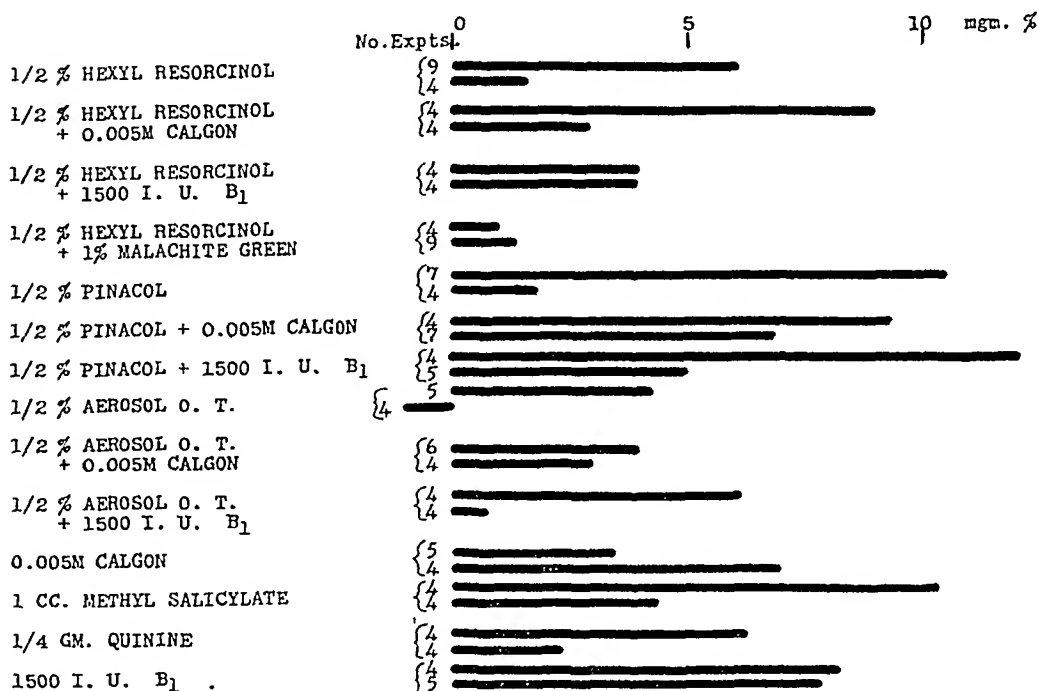 0 5 10 mgm. %
No.Expts.
1/2 % HEXYL RESORCINOL {9
{4
1/2 % HEXYL RESORCINOL {4
+ 0.005M CALGON {4
1/2 % HEXYL RESORCINOL {4
+ 1500 I. U. B1 {4
1/2 % HEXYL RESORCINOL {4
+ 1% MALACHITE GREEN {9
1/2 % PINACOL {7
{4
1/2 % PINACOL + 0.005M CALGON {4
{7
1/2 % PINACOL + 1500 I. U. B1 {4
{5
1/2 % AEROSOL O. T. 5
{4
1/2 % AEROSOL O. T. {6
+ 0.005M CALGON {4
1/2 % AEROSOL O. T. {4
+ 1500 I. U. B1 {4
0.005M CALGON {5
{4
1 CC. METHYL SALICYLATE {4
{4
1/4 GM. QUININE {4
{4
1500 I. U. B1 . {4
{5